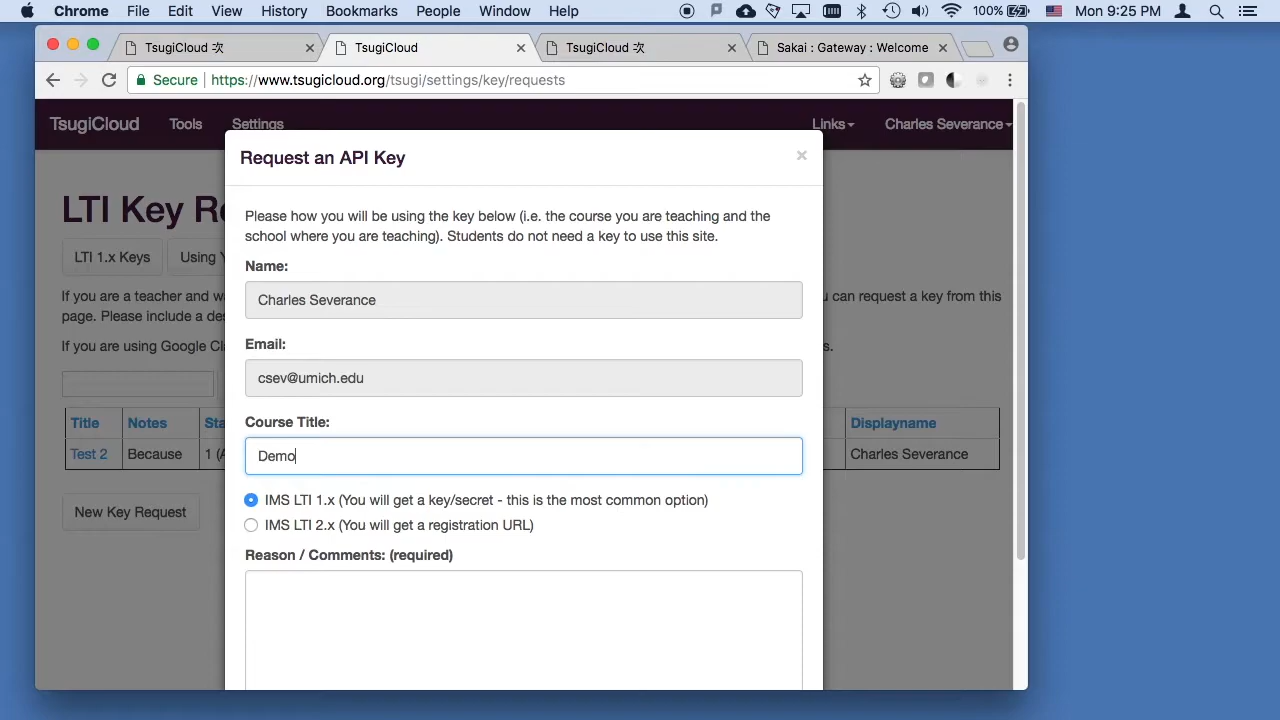 Chrome File Edit View History Bookmarks People Window Help 100% Mon 9:25 PM
TsugiCloud 次 TsugiCloud TsugiCloud 次 Sakai : Gateway : Welcome
Secure https://www.tsugicloud.org/tsugi/settings/key/requests
TsugiCloud Tools Settings Links Charles Severance
Request an API Key
Please how you will be using the key below (i.e. the course you are teaching and the
school where you are teaching). Students do not need a key to use this site.
Name:
Charles Severance
Email:
csev@umich.edu
Course Title:
Demo
IMS LTI 1.x (You will get a key/secret - this is the most common option)
IMS LTI 2.x (You will get a registration URL)
Reason / Comments: (required)
LTI Key Re
LTI 1.x Keys Using Y
If you are a teacher and wa
u can request a key from this
page. Please include a des
If you are using Google Cla
s.
Title Notes Sta Displayname
Test 2 Because 1 (A Charles Severance
New Key Request